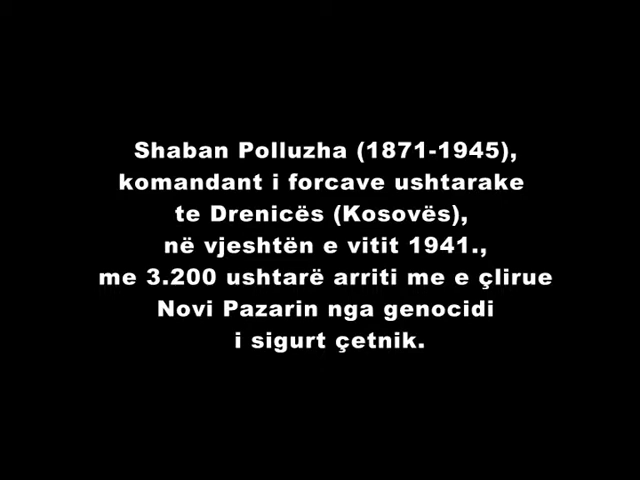 Shaban Polluzha (1871-1945),
komandant i forcave ushtarake
te Drenicës (Kosovës),
në vjeshtën e vitit 1941.,
me 3.200 ushtarë arriti me e çlirue
Novi Pazarin nga genocidi
i sigurt çetnik.